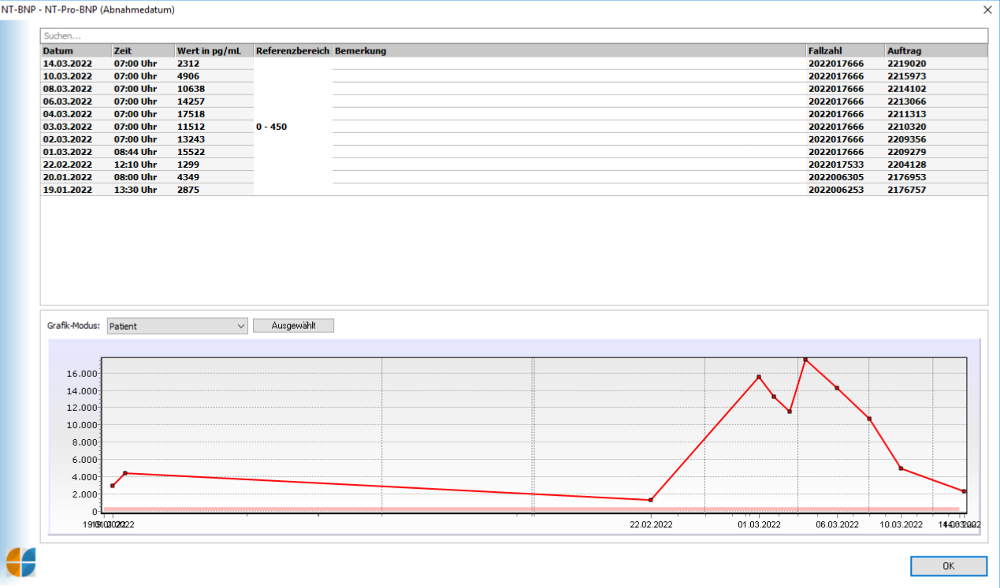 NT-BNP - NT-Pro-BNP (Abnahmedatum)
Suchen...
Datum Zeit Wert in pg/mL Referenzbereich Bemerkung Fallzahl Auftrag
14.03.2022 07:00 Uhr 2312 2022017666 2219020
10.03.2022 07:00 Uhr 4906 2022017666 2215973
08.03.2022 07:00 Uhr 10638 2022017666 2214102
06.03.2022 07:00 Uhr 14257 2022017666 2213066
04.03.2022 07:00 Uhr 17518 2022017666 2211313
03.03.2022 07:00 Uhr 11512 0 - 450 2022017666 2210320
02.03.2022 07:00 Uhr 13243 2022017666 2209356
01.03.2022 08:44 Uhr 15522 2022017666 2209279
22.02.2022 12:10 Uhr 1299 2022017533 2204128
20.01.2022 08:00 Uhr 4349 2022006305 2176953
19.01.2022 13:30 Uhr 2875 2022006253 2176757
Grafik-Modus: Patient Ausgewählt
16.000
14.000
12.000
10.000
8.000
6.000
4.000
2.000
0
22.02.2022 01.03.2022 06.03.2022 10.03.2022
OK